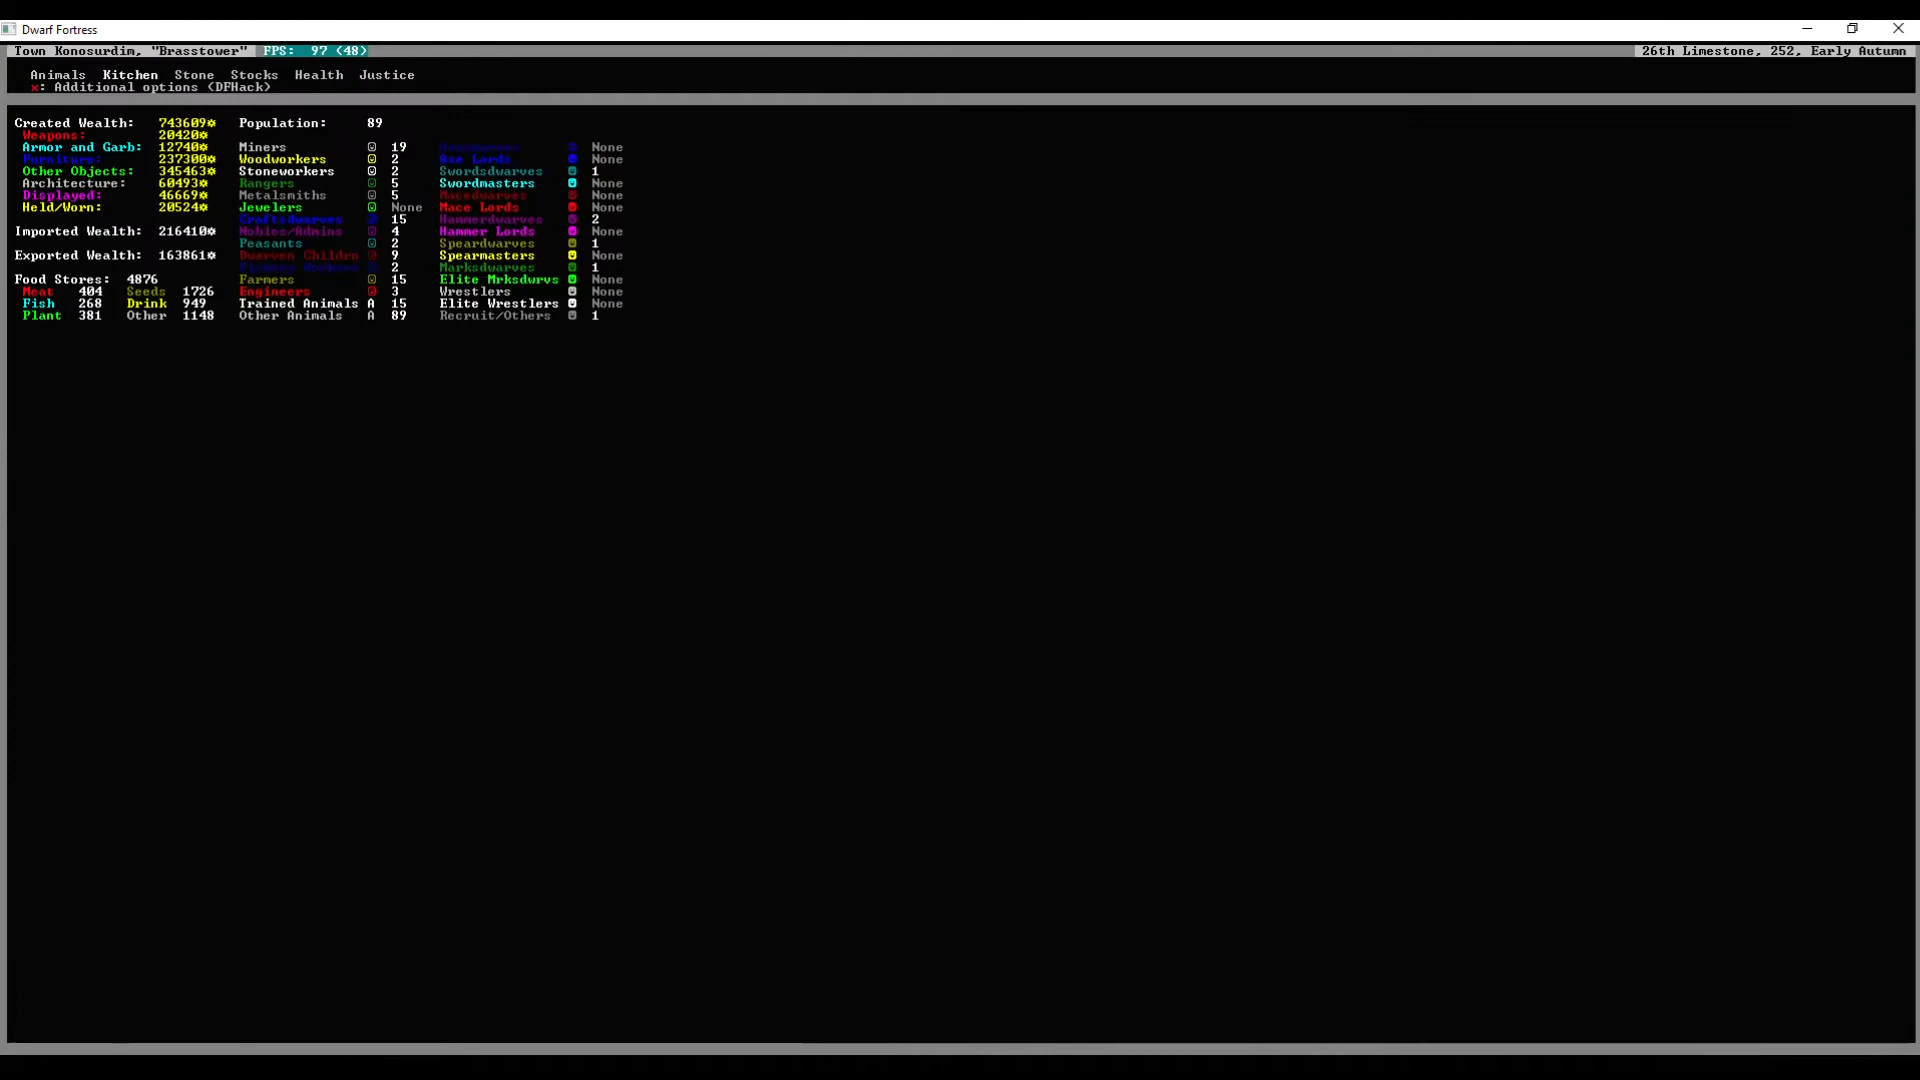 Dwarf Fortress
Town Konosurdim, "Brasstower" FPS: 97 (48) 26th Limestone, 252, Early Autumn
Animals Kitchen Stone Stocks Health Justice
x: Additional options (DFHack)
Created Wealth: 743609☼ Population: 89
Weapons: 20420☼
Armor and Garb: 12740☼ Miners 19 None
Furniture: 237300☼ Woodworkers 2 Axe Lords None
Other Objects: 345463☼ Stoneworkers 2 Swordsdwarves 1
Architecture: 60493☼ Rangers 5 Swordmasters None
Displayed: 46669☼ Metalsmiths 5 Macedwarves None
Held/Worn: 20524☼ Jewelers None Mace Lords None
Craftsdwarves 15 Hammerdwarves 2
Imported Wealth: 216410☼ Nobles/Admins 4 Hammer Lords None
Peasants 2 Speardwarves 1
Exported Wealth: 163861☼ Dwarven Childrn 9 Spearmasters None
Fishery Workers 2 Marksdwarves 1
Food Stores: 4876 Farmers 15 Elite Mrksdwrvs None
Meat 404 Seeds 1726 Engineers 3 Wrestlers None
Fish 268 Drink 949 Trained Animals A 15 Elite Wrestlers None
Plant 381 Other 1148 Other Animals A 89 Recruit/Others 1